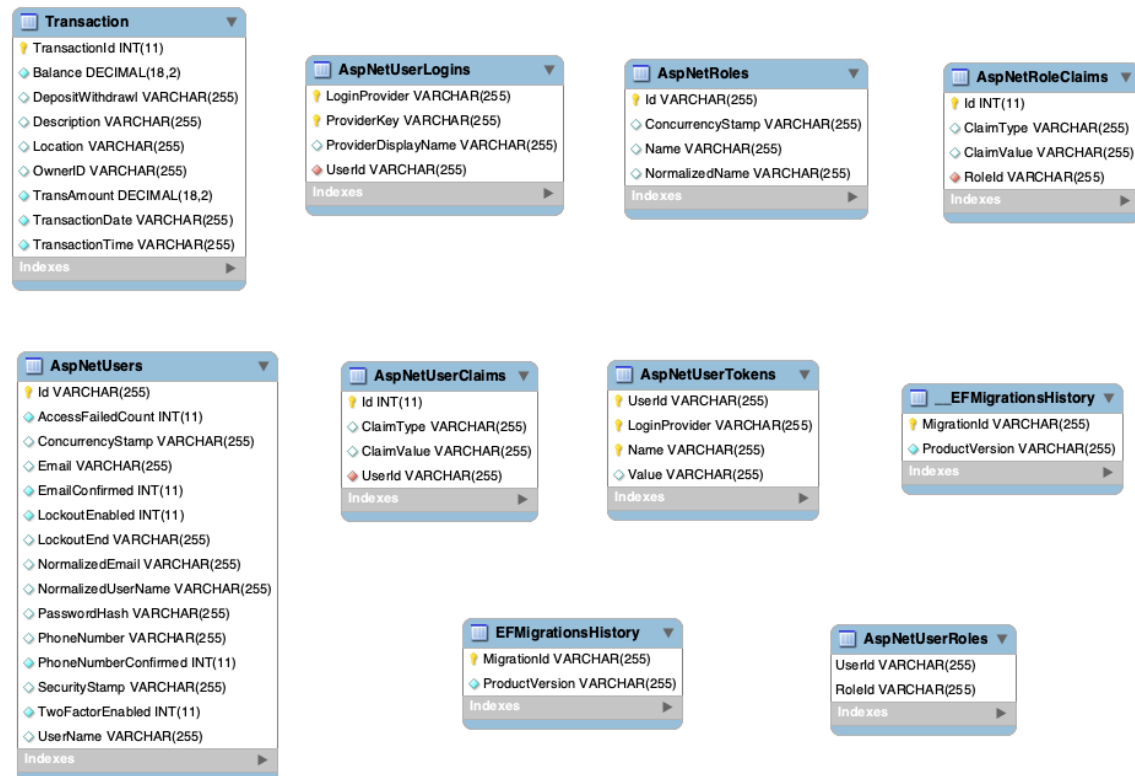 Transaction
TransactionId INT(11)
Balance DECIMAL(18,2)
DepositWithdrawl VARCHAR(255)
Description VARCHAR(255)
Location VARCHAR(255)
OwnerID VARCHAR(255)
TransAmount DECIMAL(18,2)
TransactionDate VARCHAR(255)
TransactionTime VARCHAR(255)
Indexes
AspNetUserLogins
LoginProvider VARCHAR(255)
ProviderKey VARCHAR(255)
ProviderDisplayName VARCHAR(255)
UserId VARCHAR(255)
Indexes
AspNetRoles
Id VARCHAR(255)
ConcurrencyStamp VARCHAR(255)
Name VARCHAR(255)
NormalizedName VARCHAR(255)
Indexes
AspNetRoleClaims
Id INT(11)
ClaimType VARCHAR(255)
ClaimValue VARCHAR(255)
RoleId VARCHAR(255)
Indexes
AspNetUsers
Id VARCHAR(255)
AccessFailedCount INT(11)
ConcurrencyStamp VARCHAR(255)
Email VARCHAR(255)
EmailConfirmed INT(11)
LockoutEnabled INT(11)
LockoutEnd VARCHAR(255)
NormalizedEmail VARCHAR(255)
NormalizedUserName VARCHAR(255)
PasswordHash VARCHAR(255)
PhoneNumber VARCHAR(255)
PhoneNumberConfirmed INT(11)
SecurityStamp VARCHAR(255)
TwoFactorEnabled INT(11)
UserName VARCHAR(255)
Indexes
AspNetUserClaims
Id INT(11)
ClaimType VARCHAR(255)
ClaimValue VARCHAR(255)
UserId VARCHAR(255)
Indexes
AspNetUserTokens
UserId VARCHAR(255)
LoginProvider VARCHAR(255)
Name VARCHAR(255)
Value VARCHAR(255)
Indexes
__EFMigrationsHistory
MigrationId VARCHAR(255)
ProductVersion VARCHAR(255)
Indexes
EFMigrationsHistory
MigrationId VARCHAR(255)
ProductVersion VARCHAR(255)
Indexes
AspNetUserRoles
UserId VARCHAR(255)
RoleId VARCHAR(255)
Indexes